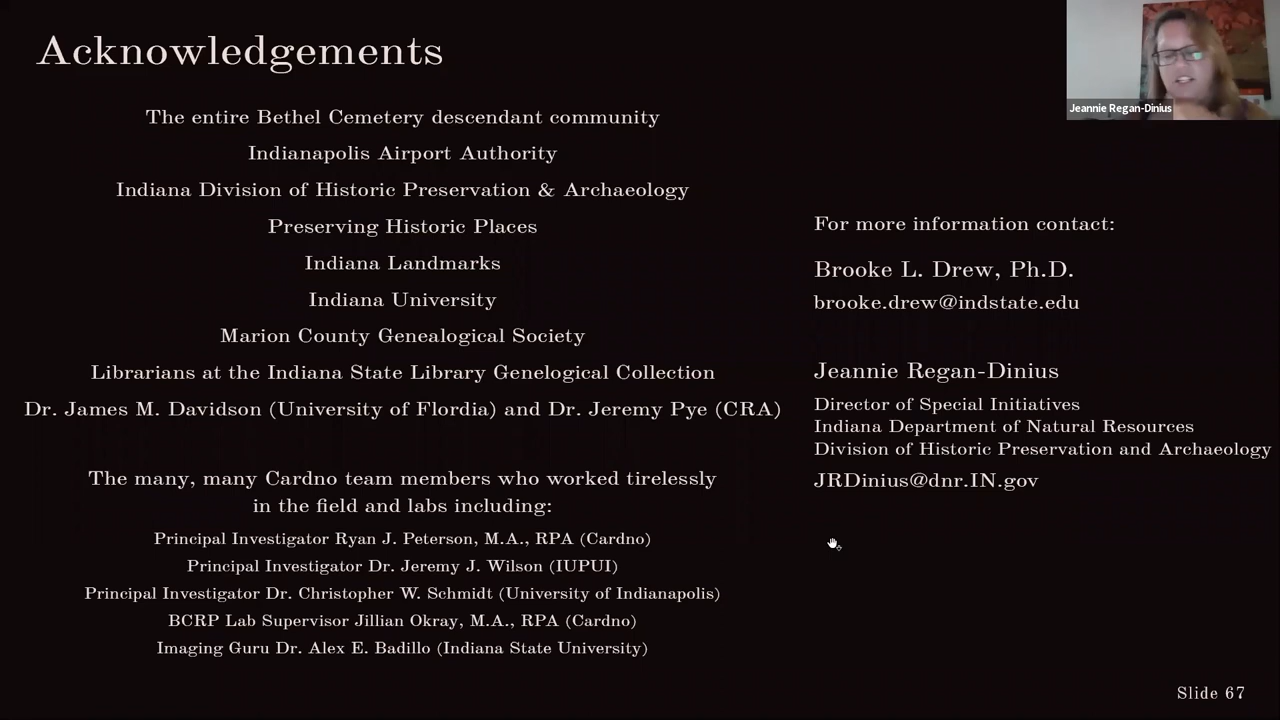 Acknowledgements
The entire Bethel Cemetery descendant community
Indianapolis Airport Authority
Indiana Division of Historic Preservation & Archaeology
Preserving Historic Places
Indiana Landmarks
Indiana University
Marion County Genealogical Society
Librarians at the Indiana State Library Genelogical Collection
Dr. James M. Davidson (University of Flordia) and Dr. Jeremy Pye (CRA)
The many, many Cardno team members who worked tirelessly
in the field and labs including:
Principal Investigator Ryan J. Peterson, M.A., RPA (Cardno)
Principal Investigator Dr. Jeremy J. Wilson (IUPUI)
Principal Investigator Dr. Christopher W. Schmidt (University of Indianapolis)
BCRP Lab Supervisor Jillian Okray, M.A., RPA (Cardno)
Imaging Guru Dr. Alex E. Badillo (Indiana State University)
Jeannie Regan-Dinius
For more information contact:
Brooke L. Drew, Ph.D.
brooke.drew@indstate.edu
Jeannie Regan-Dinius
Director of Special Initiatives
Indiana Department of Natural Resources
Division of Historic Preservation and Archaeology
JRDinius@dnr.IN.gov
Slide 67